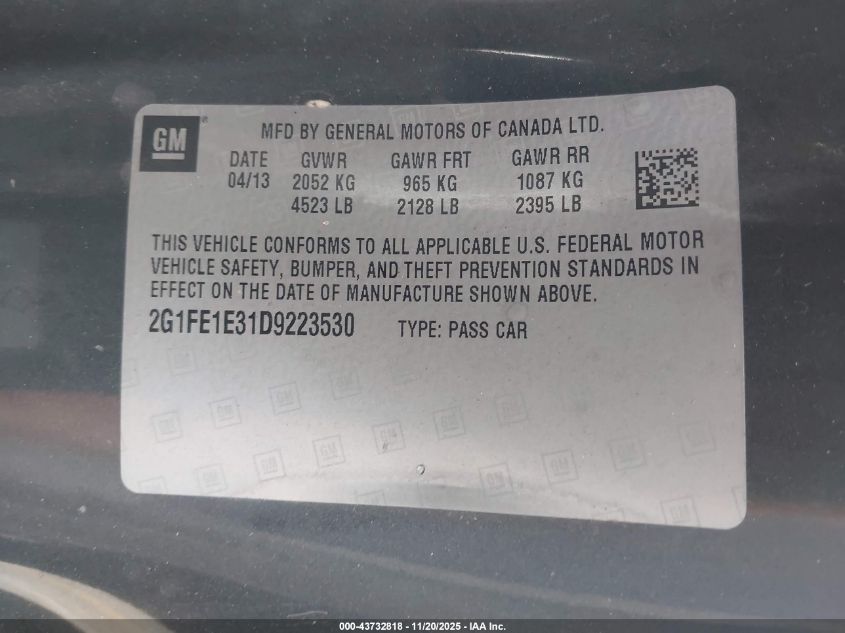 GM
MFD BY GENERAL MOTORS OF CANADA LTD.
DATE GVWR GAWR FRT GAWR RR
04/13 2052 KG 965 KG 1087 KG
4523 LB 2128 LB 2395 LB
THIS VEHICLE CONFORMS TO ALL APPLICABLE U.S. FEDERAL MOTOR
VEHICLE SAFETY, BUMPER, AND THEFT PREVENTION STANDARDS IN
EFFECT ON THE DATE OF MANUFACTURE SHOWN ABOVE.
2G1FE1E31D9223530 TYPE: PASS CAR
000-43732818 - 11/20/2025 - IAA Inc.